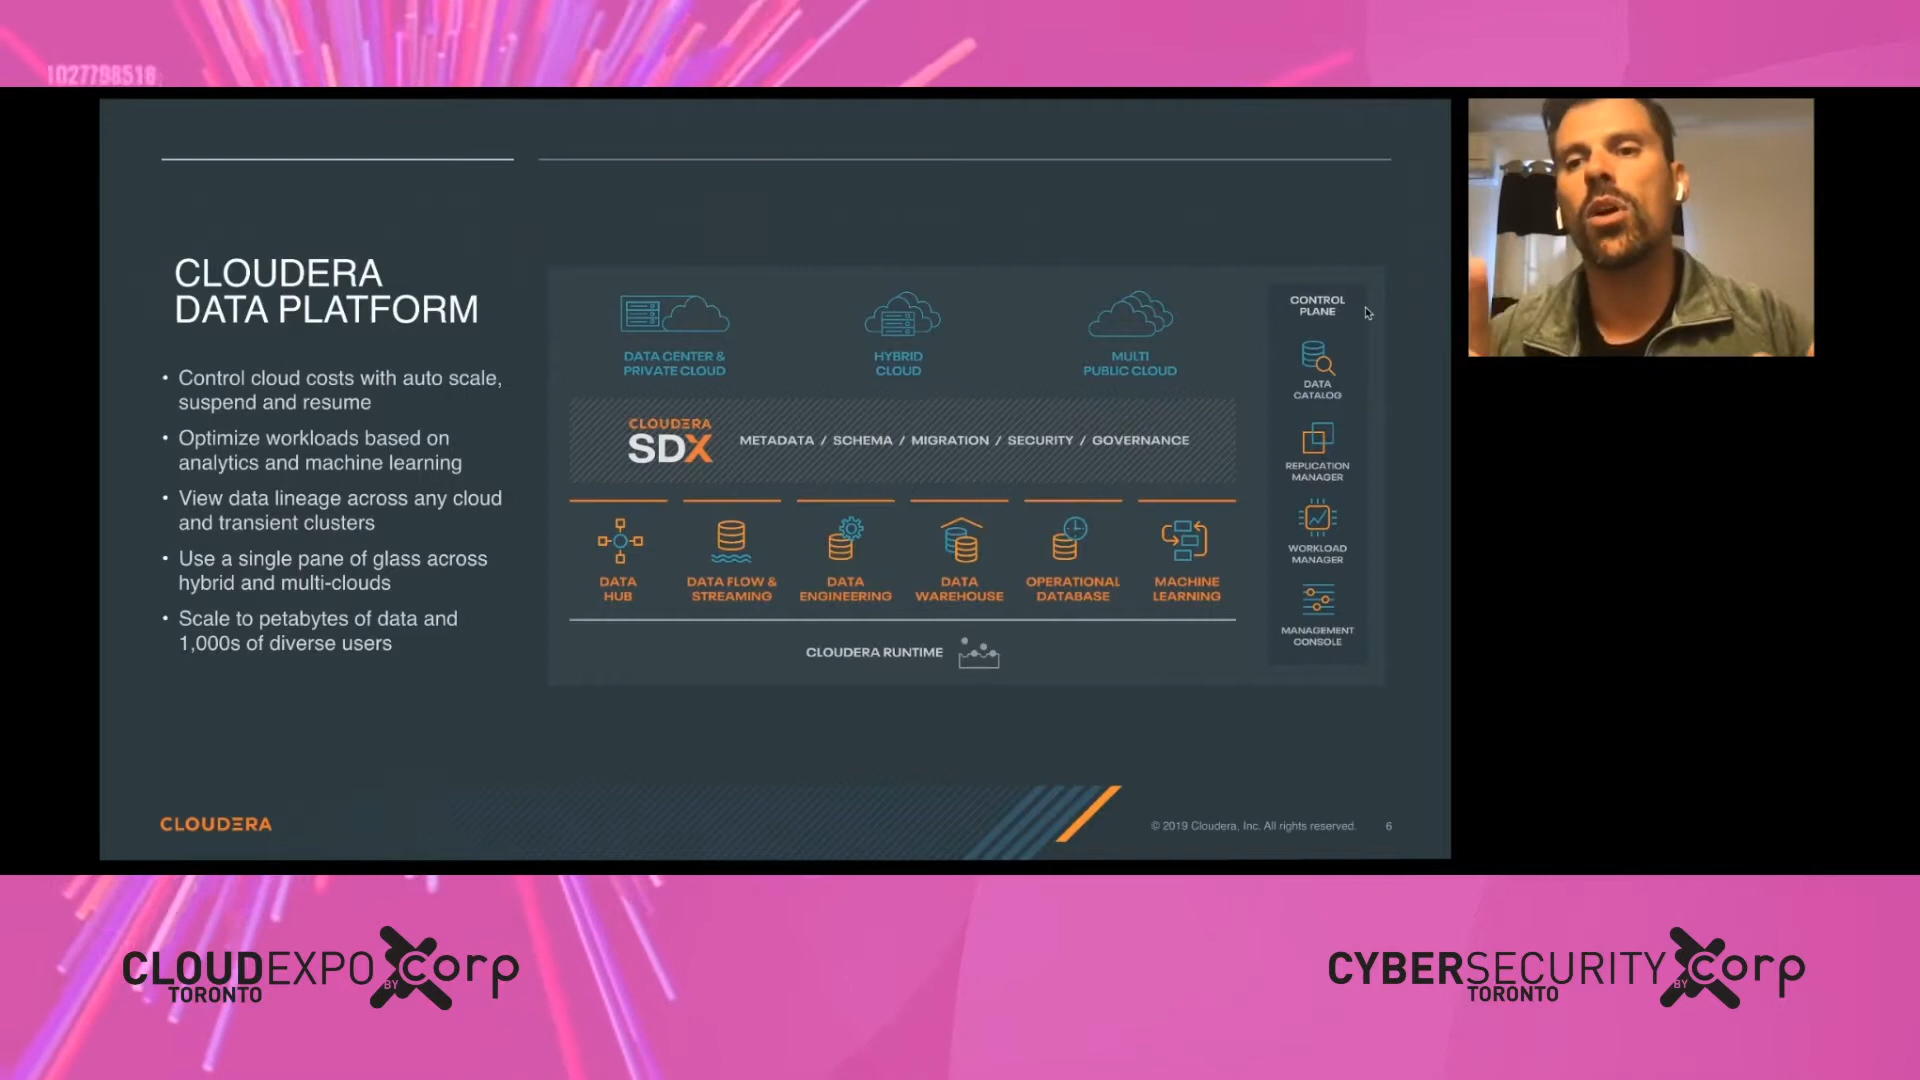 1027798516
CLOUDERA
DATA PLATFORM
• Control cloud costs with auto scale,
suspend and resume
• Optimize workloads based on
analytics and machine learning
• View data lineage across any cloud
and transient clusters
• Use a single pane of glass across
hybrid and multi-clouds
• Scale to petabytes of data and
1,000s of diverse users
DATA CENTER &
PRIVATE CLOUD
HYBRID
CLOUD
MULTI
PUBLIC CLOUD
CLOUDERA
SDX
METADATA / SCHEMA / MIGRATION / SECURITY / GOVERNANCE
DATA
HUB
DATA FLOW &
STREAMING
DATA
ENGINEERING
DATA
WAREHOUSE
OPERATIONAL
DATABASE
MACHINE
LEARNING
CLOUDERA RUNTIME
CONTROL
PLANE
DATA
CATALOG
REPLICATION
MANAGER
WORKLOAD
MANAGER
MANAGEMENT
CONSOLE
CLOUDERA
© 2019 Cloudera, Inc. All rights reserved. 6
CLOUDEXPO BY Xcorp
TORONTO
CYBERSECURITY BY Xcorp
TORONTO